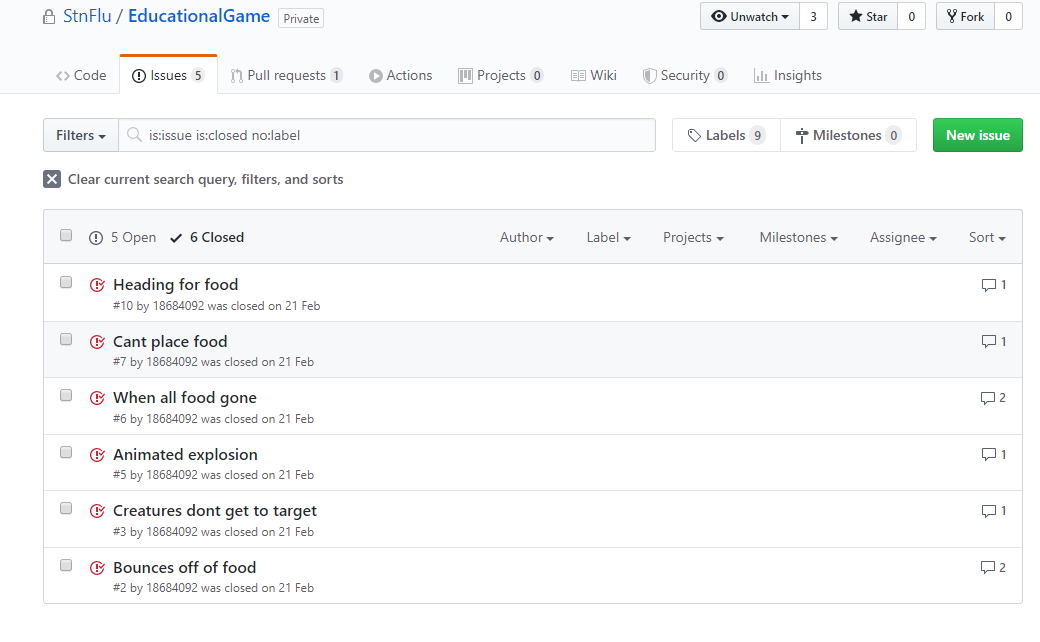 StnFlu / EducationalGame Private Unwatch 3 Star 0 Fork 0
Code Issues 5 Pull requests 1 Actions Projects 0 Wiki Security 0 Insights
Filters is:issue is:closed no:label Labels 9 Milestones 0 New issue
Clear current search query, filters, and sorts
5 Open 6 Closed Author Label Projects Milestones Assignee Sort
Heading for food 1
#10 by 18684092 was closed on 21 Feb
Cant place food 1
#7 by 18684092 was closed on 21 Feb
When all food gone 2
#6 by 18684092 was closed on 21 Feb
Animated explosion 1
#5 by 18684092 was closed on 21 Feb
Creatures dont get to target 1
#3 by 18684092 was closed on 21 Feb
Bounces off of food 2
#2 by 18684092 was closed on 21 Feb